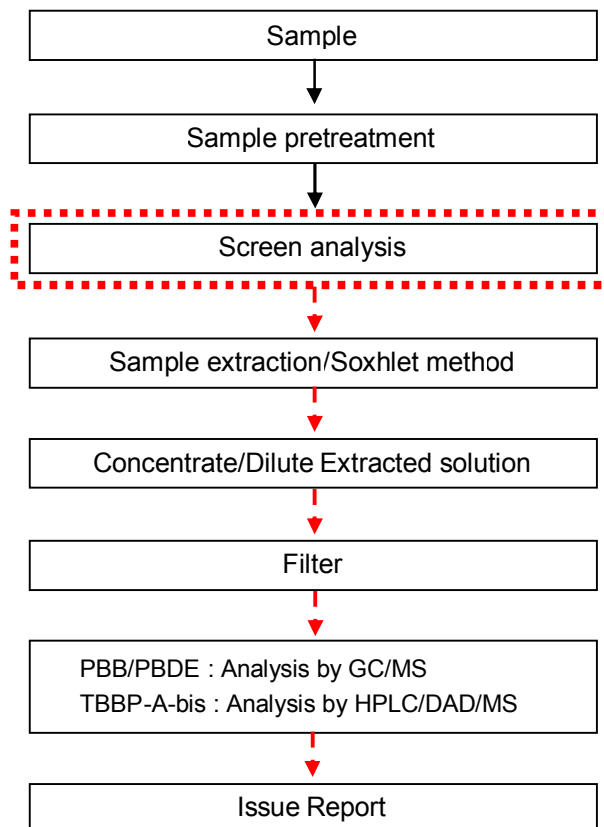 Sample
Sample pretreatment
Screen analysis
Sample extraction/Soxhlet method
Concentrate/Dilute Extracted solution
Filter
PBB/PBDE : Analysis by GC/MS
TBBP-A-bis : Analysis by HPLC/DAD/MS
Issue Report